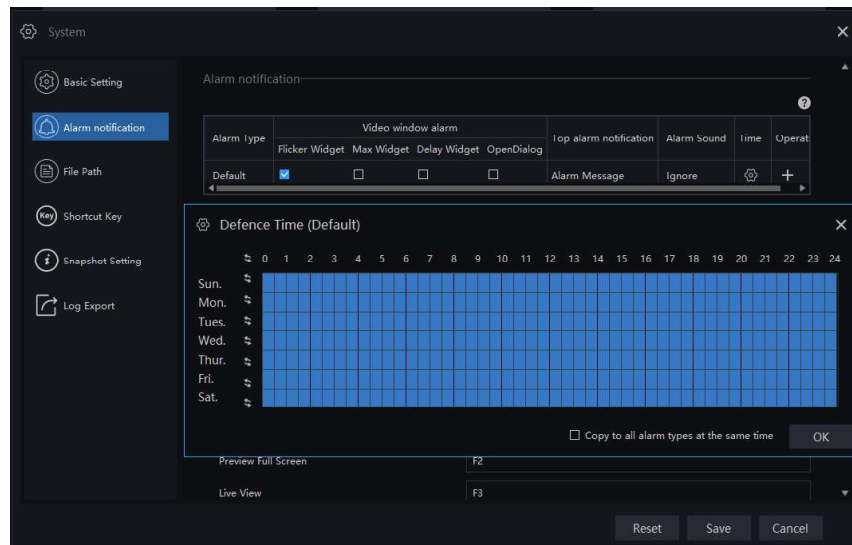 System
Basic Setting
Alarm notification
File Path
Key
Shortcut Key
i
Snapshot Setting
Log Export
Alarm notification
?
Alarm Type
Video window alarm
Flicker Widget Max Widget Delay Widget OpenDialog
Top alarm notification
Alarm Sound
Time
Operat
Default
Alarm Message
Ignore
Defence Time (Default)
0 1 2 3 4 5 6 7 8 9 10 11 12 13 14 15 16 17 18 19 20 21 22 23 24
Sun.
Mon.
Tues.
Wed.
Thur.
Fri.
Sat.
Copy to all alarm types at the same time
OK
Preview Full Screen F2
Live View F3
Reset Save Cancel